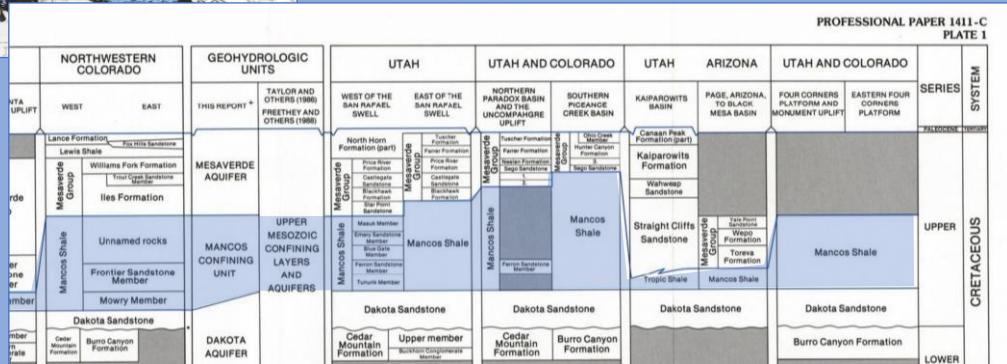 PROFESSIONAL PAPER 1411-C
PLATE 1
NORTHWESTERN
COLORADO
GEOHYDROLOGIC
UNITS
UTAH
UTAH AND COLORADO
UTAH
ARIZONA
UTAH AND COLORADO
SERIES
SYSTEM
UPLIFT
WEST
EAST
THIS REPORT
TAYLOR AND
OTHERS (1986)
FREETHEY AND
OTHERS (1988)
WEST OF THE
SAN RAFAEL
SWELL
EAST OF THE
SAN RAFAEL
SWELL
NORTHERN
PARADOX BASIN
AND THE
UNCOMPAHGRE
UPLIFT
SOUTHERN
PICEANCE
CREEK BASIN
KAIPAROWITS
BASIN
PAGE, ARIZONA,
TO BLACK
MESA BASIN
FOUR CORNERS
PLATFORM AND
MONUMENT UPLIFT
EASTERN FOUR
CORNERS
PLATFORM
PALEOCENE
TERTIARY
Lance Formation
Fox Hills Sandstone
Lewis Shale
Mesaverde
Group
Williams Fork Formation
Trout Creek Sandstone
Member
Iles Formation
Mancos Shale
Unnamed rocks
Frontier Sandstone
Member
Mowry Member
Dakota Sandstone
Cedar
Mountain
Formation
Burro Canyon
Formation
MESAVERDE
AQUIFER
MANCOS
CONFINING
UNIT
DAKOTA
AQUIFER
UPPER
MESOZOIC
CONFINING
LAYERS
AND
AQUIFERS
North Horn
Formation (part)
Mesaverde
Group
Price River
Formation
Castlegate
Sandstone
Blackhawk
Formation
Star Point
Sandstone
Mancos Shale
Masuk Member
Emery Sandstone
Member
Blue Gate
Member
Ferron Sandstone
Member
Tununk Member
Mesaverde
Group
Tuscher
Formation
Farrer Formation
Price River
Formation
Castlegate
Sandstone
Blackhawk
Formation
Mancos Shale
Dakota Sandstone
Cedar
Mountain
Formation
Upper member
Buckhorn Conglomerate
Member
Mesaverde
Group
Tuscher Formation
Farrer Formation
Neslen Formation
Sego Sandstone
Mancos Shale
Ferron Sandstone
Member
Mesaverde
Group
Ohio Creek
Member
Hunter Canyon
Formation
Sego Sandstone
Mancos
Shale
Dakota Sandstone
Cedar
Mountain
Formation
Burro Canyon
Formation
Canaan Peak
Formation (part)
Kaiparowits
Formation
Wahweap
Sandstone
Straight Cliffs
Sandstone
Tropic Shale
Mesaverde
Group
Yale Point
Sandstone
Wepo
Formation
Toreva
Formation
Mancos Shale
Dakota Sandstone
Mancos Shale
Dakota Sandstone
Burro Canyon Formation
UPPER
LOWER
CRETACEOUS